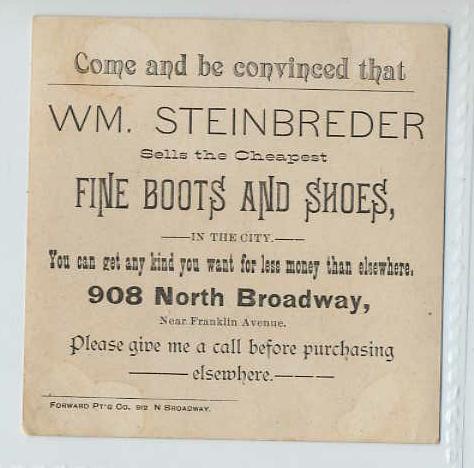 Come and be convinced that
WM. STEINBREDER
Sells the Cheapest
FINE BOOTS AND SHOES,
—IN THE CITY.—
You can get any kind you want for less money than elsewhere.
908 North Broadway,
Near Franklin Avenue.
Please give me a call before purchasing
—elsewhere.—
FORWARD PT'G CO. 912 N BROADWAY.